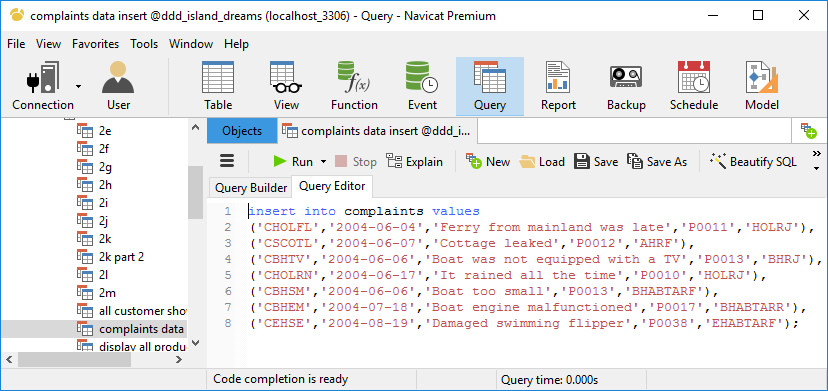 complaints data insert @ddd_island_dreams (localhost_3306) - Query - Navicat Premium
File View Favorites Tools Window Help
Connection User Table View f(x) Function Event Query Report Backup Schedule Model
2e
2f
2g
2h
2i
2j
2k
2k part 2
2l
2m
all customer sho
complaints data
display all produ
Objects complaints data insert @ddd_i...
Run Stop Explain New Load Save Save As Beautify SQL
Query Builder Query Editor
1 insert into complaints values
2 ('CHOLFL','2004-06-04','Ferry from mainland was late','P0011','HOLRJ'),
3 ('CSCOTL','2004-06-07','Cottage leaked','P0012','AHRF'),
4 ('CBHTV','2004-06-06','Boat was not equipped with a TV','P0013','BHRJ'),
5 ('CHOLRN','2004-06-17','It rained all the time','P0010','HOLRJ'),
6 ('CBHSM','2004-06-06','Boat too small','P0013','BHABTARF'),
7 ('CBHEM','2004-07-18','Boat engine malfunctioned','P0017','BHABTARR'),
8 ('CEHSE','2004-08-19','Damaged swimming flipper','P0038','EHABTARF');
Code completion is ready Query time: 0.000s